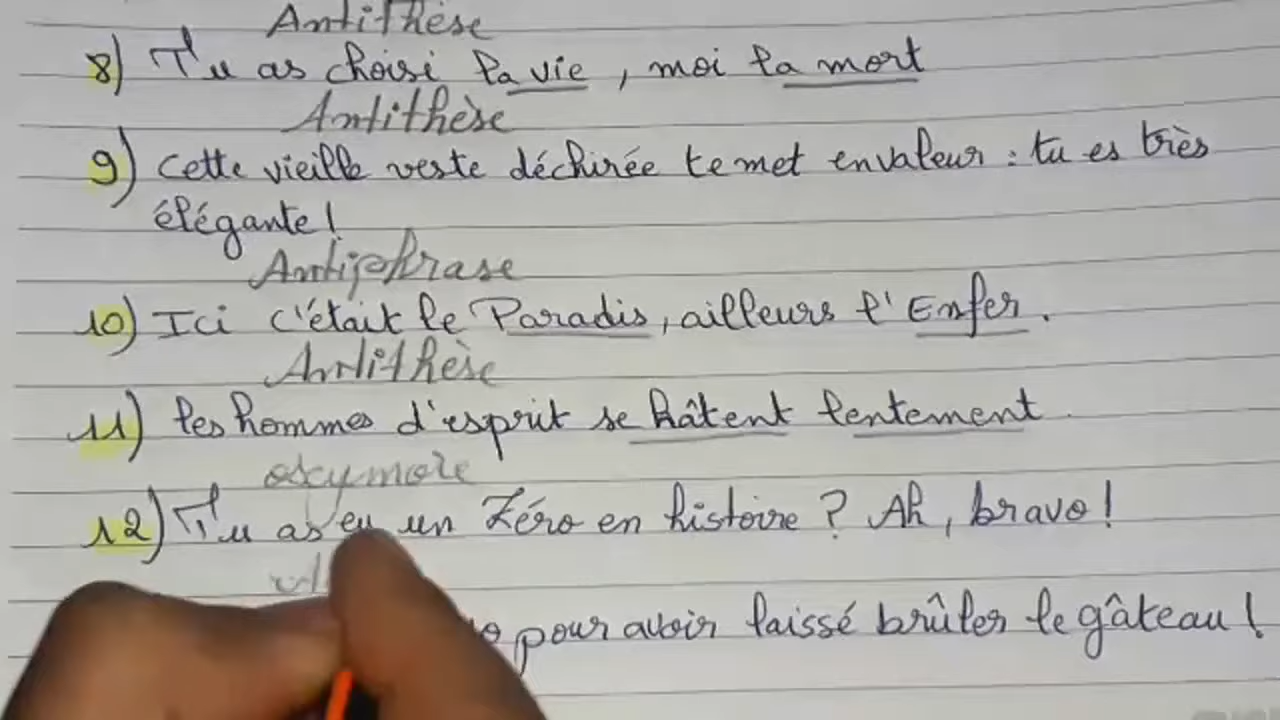 Antithèse
8) Tu as choisi la vie, moi la mort
Antithèse
9) Cette vieille veste déchirée te met en valeur : tu es très
élégante !
Antiphrase
10) Ici c'était le Paradis, ailleurs l'Enfer.
Antithèse
11) les hommes d'esprit se hâtent lentement.
oxymore
12) Tu as eu un Zéro en histoire ? Ah, bravo !
pour avoir laissé brûler le gâteau !